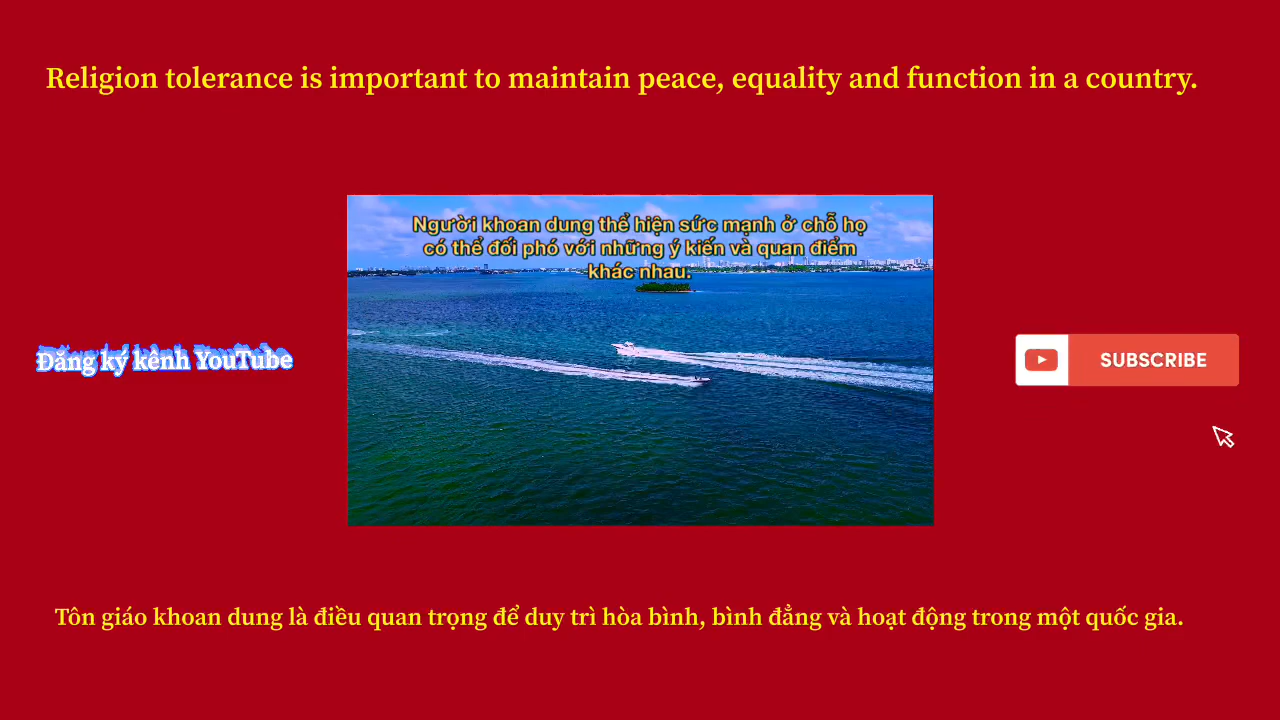 Religion tolerance is important to maintain peace, equality and function in a country.
Người khoan dung thể hiện sức mạnh ở chỗ họ
có thể đối phó với những ý kiến và quan điểm
khác nhau.
Đăng ký kênh YouTube
SUBSCRIBE
Tôn giáo khoan dung là điều quan trọng để duy trì hòa bình, bình đẳng và hoạt động trong một quốc gia.